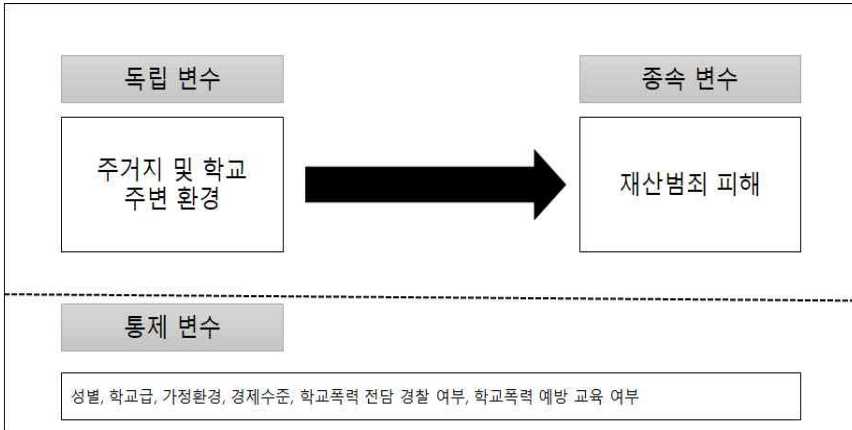 독립 변수
종속 변수
주거지 및 학교
주변 환경
재산범죄 피해
통제 변수
성별, 학교급, 가정환경, 경제수준, 학교폭력 전담 경찰 여부, 학교폭력 예방 교육 여부